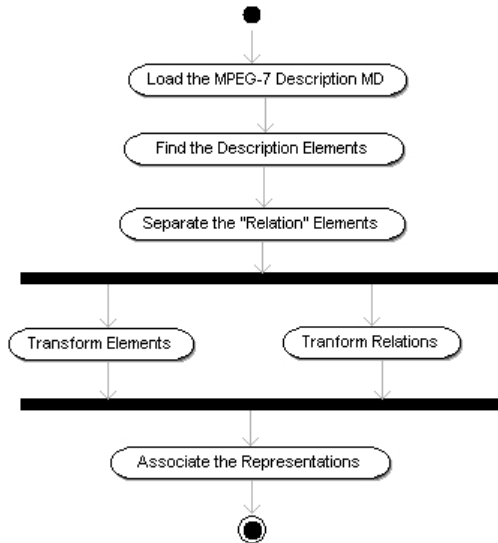 Load the MPEG-7 Description MD
Find the Description Elements
Separate the "Relation" Elements
Transform Elements
Tranform Relations
Associate the Representations